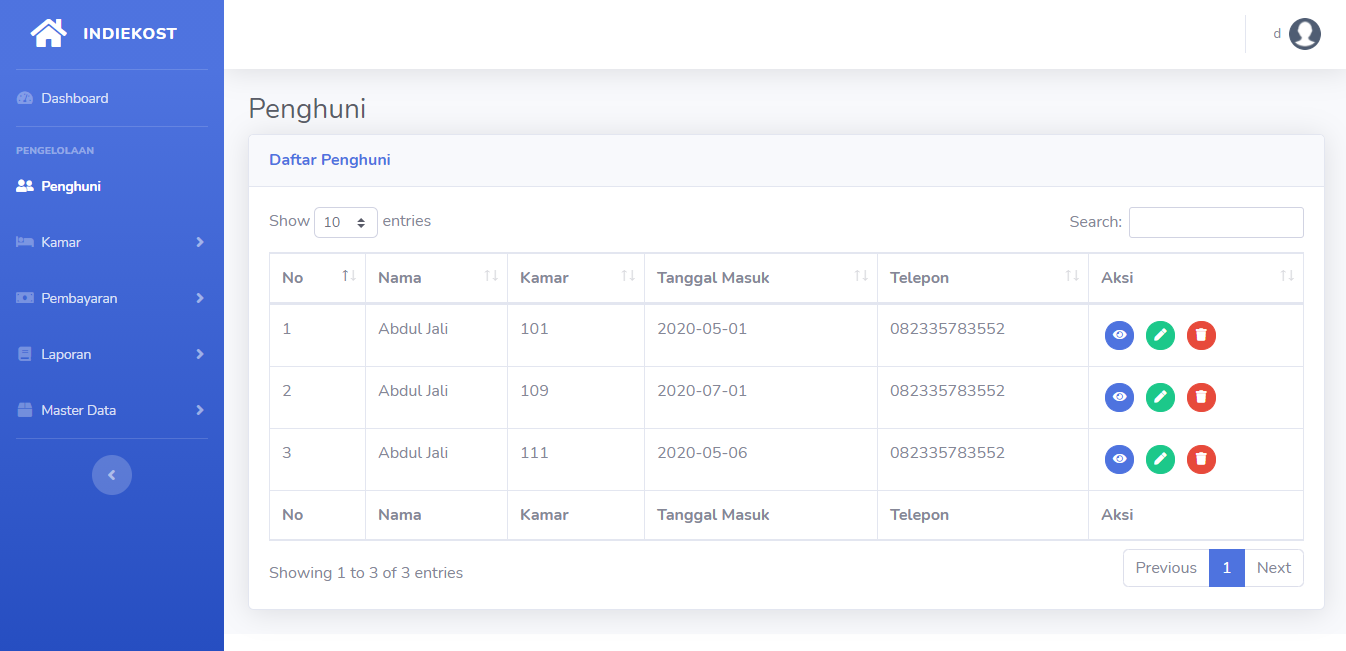 INDIEKOST
d
Dashboard
PENGELOLAAN
Penghuni
Kamar
Pembayaran
Laporan
Master Data
Penghuni
Daftar Penghuni
Show 10 entries Search:
No Nama Kamar Tanggal Masuk Telepon Aksi
1 Abdul Jali 101 2020-05-01 082335783552
2 Abdul Jali 109 2020-07-01 082335783552
3 Abdul Jali 111 2020-05-06 082335783552
No Nama Kamar Tanggal Masuk Telepon Aksi
Showing 1 to 3 of 3 entries Previous 1 Next